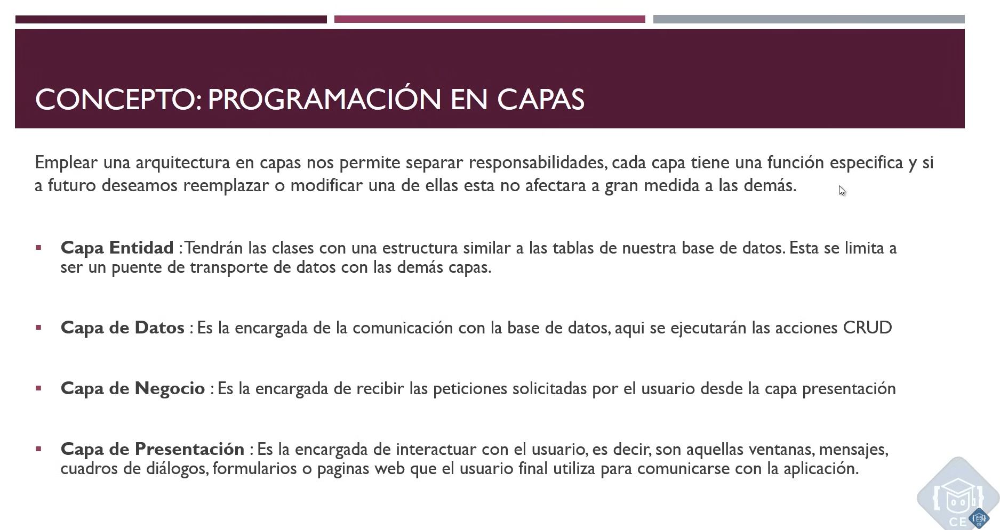 CONCEPTO: PROGRAMACIÓN EN CAPAS
Emplear una arquitectura en capas nos permite separar responsabilidades, cada capa tiene una función especifica y si
a futuro deseamos reemplazar o modificar una de ellas esta no afectara a gran medida a las demás.
▪ Capa Entidad : Tendrán las clases con una estructura similar a las tablas de nuestra base de datos. Esta se limita a
ser un puente de transporte de datos con las demás capas.
▪ Capa de Datos : Es la encargada de la comunicación con la base de datos, aqui se ejecutarán las acciones CRUD
▪ Capa de Negocio : Es la encargada de recibir las peticiones solicitadas por el usuario desde la capa presentación
▪ Capa de Presentación : Es la encargada de interactuar con el usuario, es decir, son aquellas ventanas, mensajes,
cuadros de diálogos, formularios o paginas web que el usuario final utiliza para comunicarse con la aplicación.
CE
CE